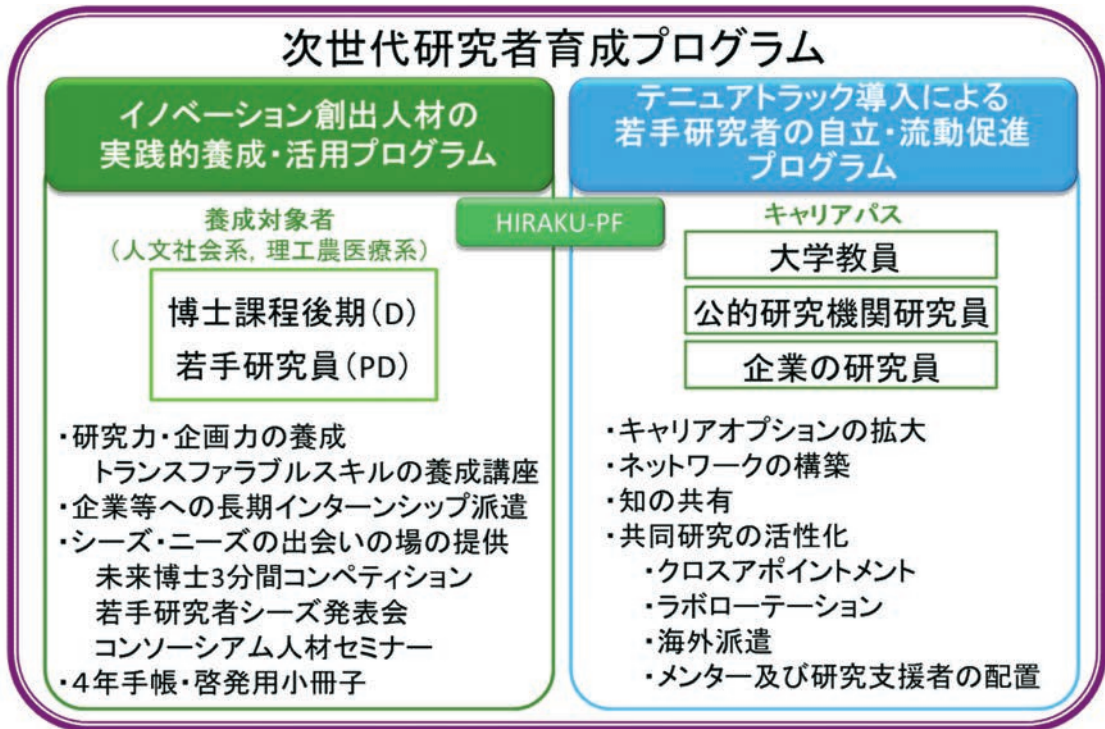 次世代研究者育成プログラム
イノベーション創出人材の
実践的養成・活用プログラム
養成対象者
（人文社会系，理工農医療系）
博士課程後期（D）
若手研究員（PD）
・研究力・企画力の養成
トランスファラブルスキルの養成講座
・企業等への長期インターンシップ派遣
・シーズ・ニーズの出会いの場の提供
未来博士3分間コンペティション
若手研究者シーズ発表会
コンソーシアム人材セミナー
・4年手帳・啓発用小冊子
HIRAKU-PF
テニュアトラック導入による
若手研究者の自立・流動促進
プログラム
キャリアパス
大学教員
公的研究機関研究員
企業の研究員
・キャリアオプションの拡大
・ネットワークの構築
・知の共有
・共同研究の活性化
・クロスアポイントメント
・ラボローテーション
・海外派遣
・メンター及び研究支援者の配置